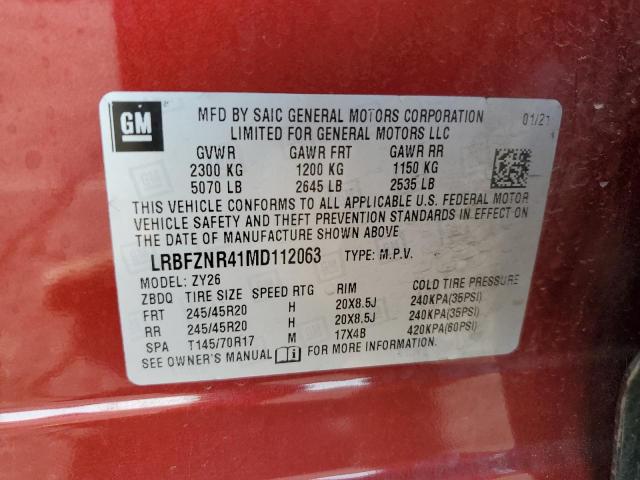 GM
MFD BY SAIC GENERAL MOTORS CORPORATION 01/21
LIMITED FOR GENERAL MOTORS LLC
GVWR GAWR FRT GAWR RR
2300 KG 1200 KG 1150 KG
5070 LB 2645 LB 2535 LB
THIS VEHICLE CONFORMS TO ALL APPLICABLE U.S. FEDERAL MOTOR
VEHICLE SAFETY AND THEFT PREVENTION STANDARDS IN EFFECT ON
THE DATE OF MANUFACTURE SHOWN ABOVE
LRBFZNR41MD112063 TYPE: M.P.V.
MODEL: ZY26
ZBDQ TIRE SIZE SPEED RTG RIM COLD TIRE PRESSURE
FRT 245/45R20 H 20X8.5J 240KPA(35PSI)
RR 245/45R20 H 20X8.5J 240KPA(35PSI)
SPA T145/70R17 M 17X4B 420KPA(60PSI)
SEE OWNER'S MANUAL FOR MORE INFORMATION